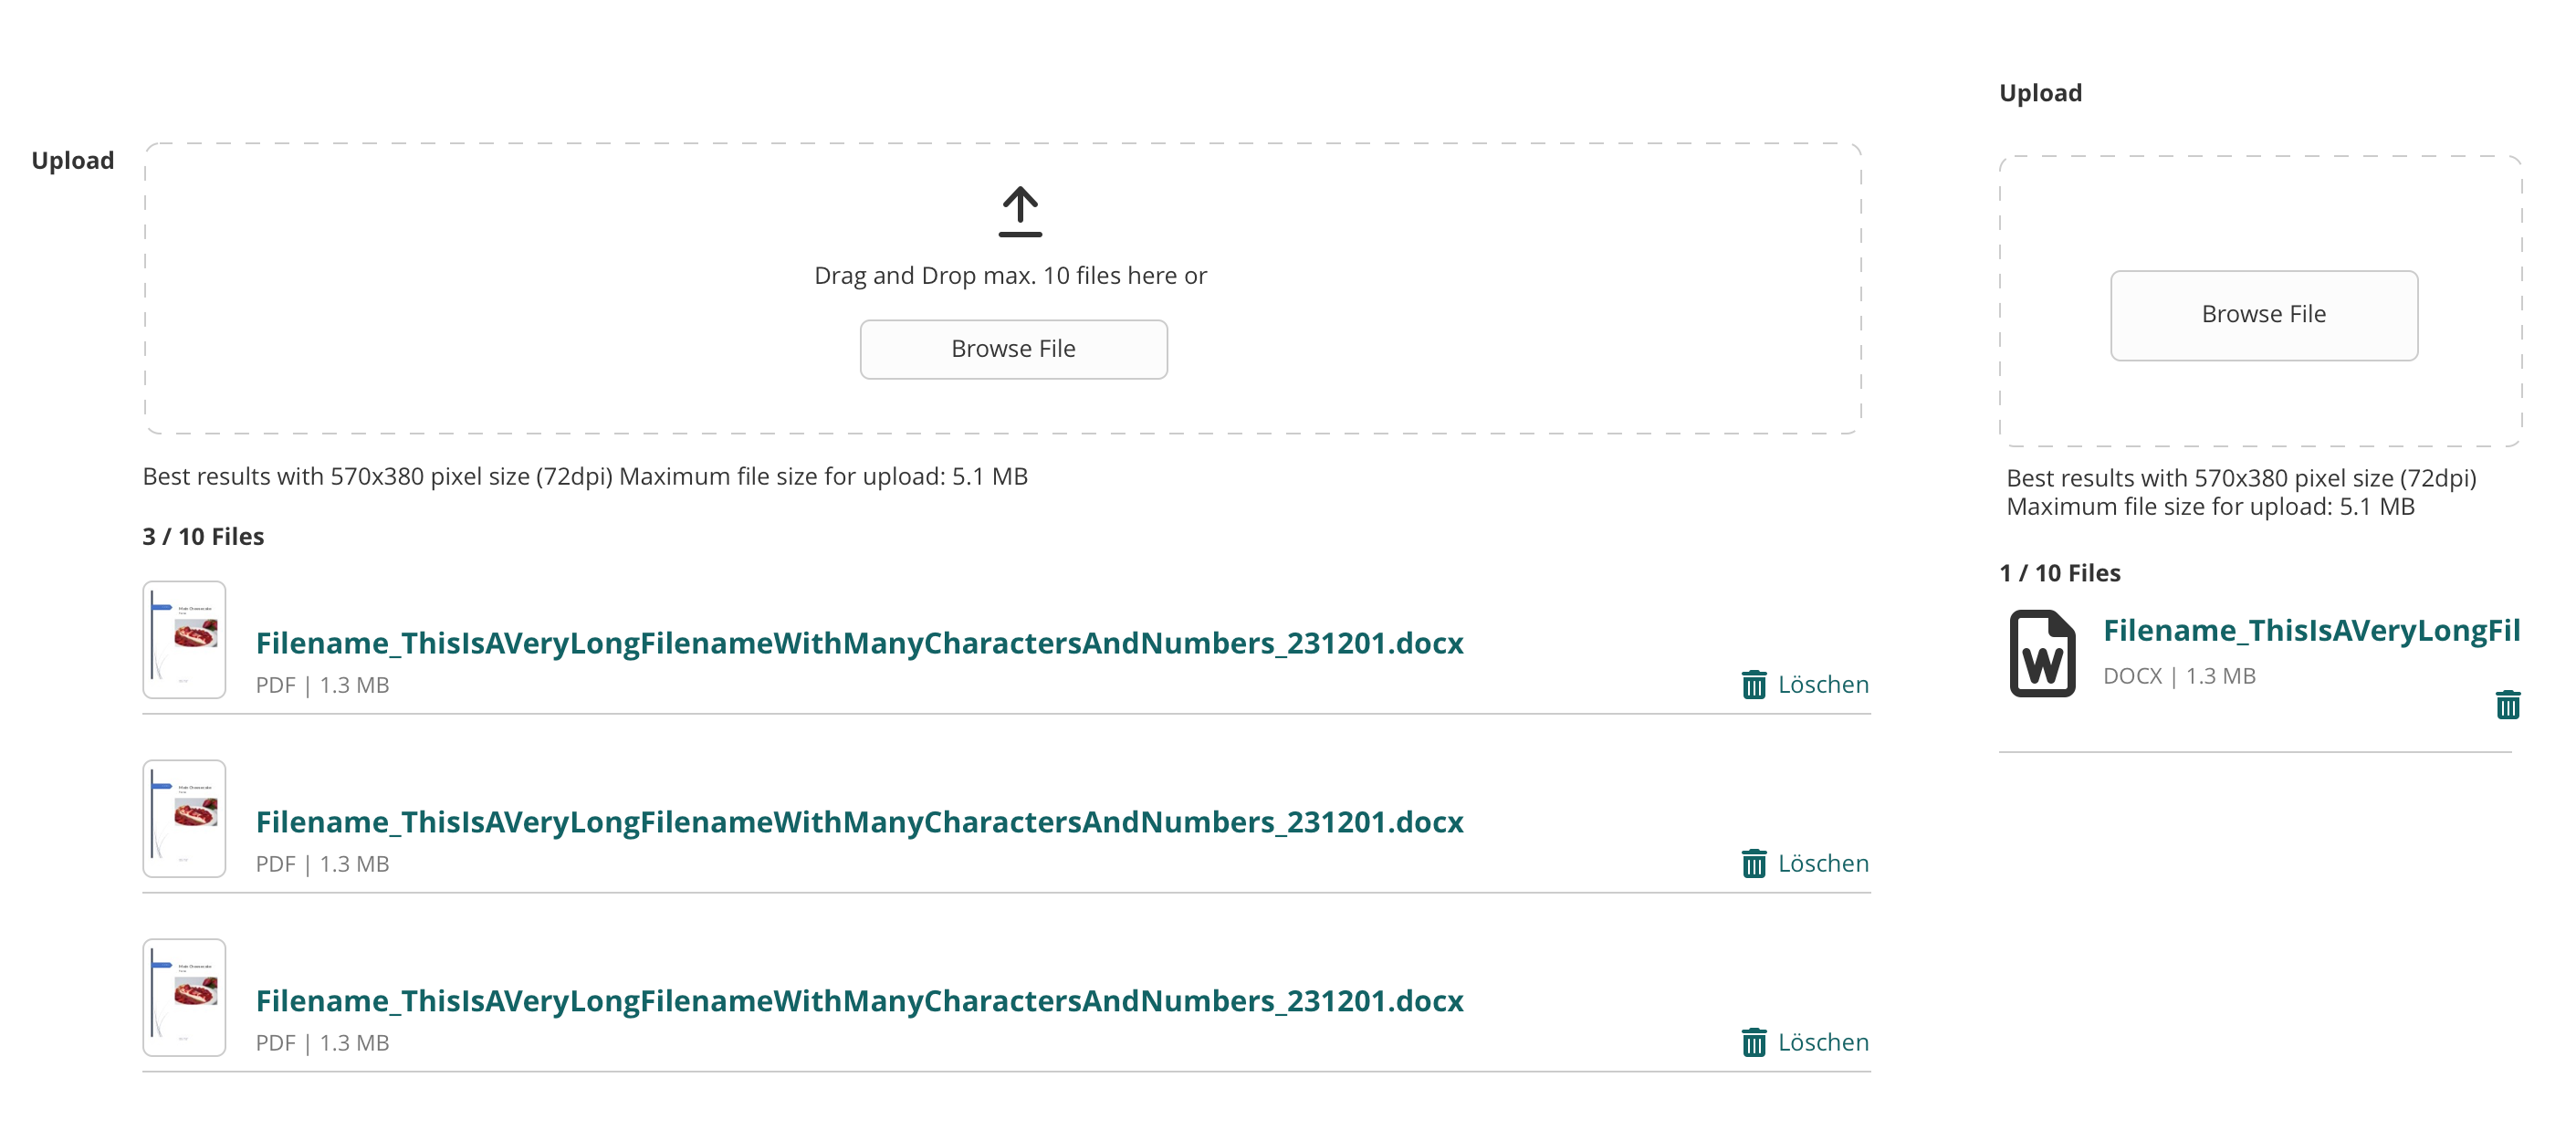 Upload
Drag and Drop max. 10 files here or
Browse File
Best results with 570x380 pixel size (72dpi) Maximum file size for upload: 5.1 MB
3 / 10 Files
Filename_ThisIsAVeryLongFilenameWithManyCharactersAndNumbers_231201.docx
PDF | 1.3 MB
Löschen
Filename_ThisIsAVeryLongFilenameWithManyCharactersAndNumbers_231201.docx
PDF | 1.3 MB
Löschen
Filename_ThisIsAVeryLongFilenameWithManyCharactersAndNumbers_231201.docx
PDF | 1.3 MB
Löschen
Upload
Browse File
Best results with 570x380 pixel size (72dpi)
Maximum file size for upload: 5.1 MB
1 / 10 Files
W
Filename_ThisIsAVeryLongFil
DOCX | 1.3 MB